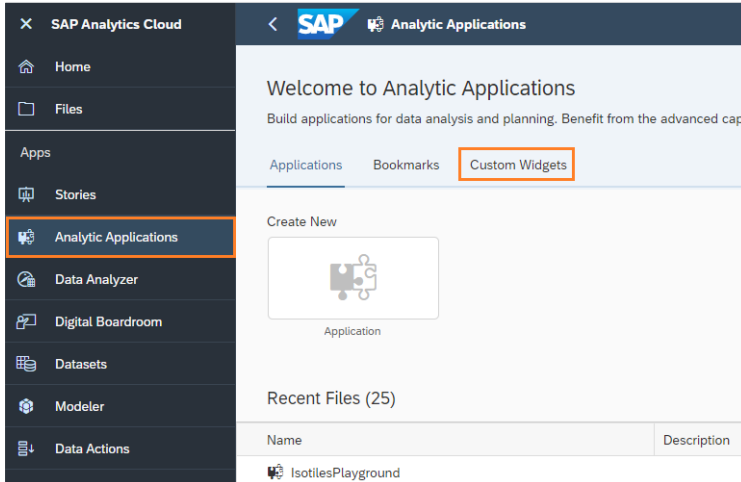 SAP Analytics Cloud
Home
Files
Apps
Stories
Analytic Applications
Data Analyzer
Digital Boardroom
Datasets
Modeler
Data Actions
SAP Analytic Applications
Welcome to Analytic Applications
Build applications for data analysis and planning. Benefit from the advanced cap
Applications Bookmarks Custom Widgets
Create New
Application
Recent Files (25)
Name Description
IsotilesPlayground